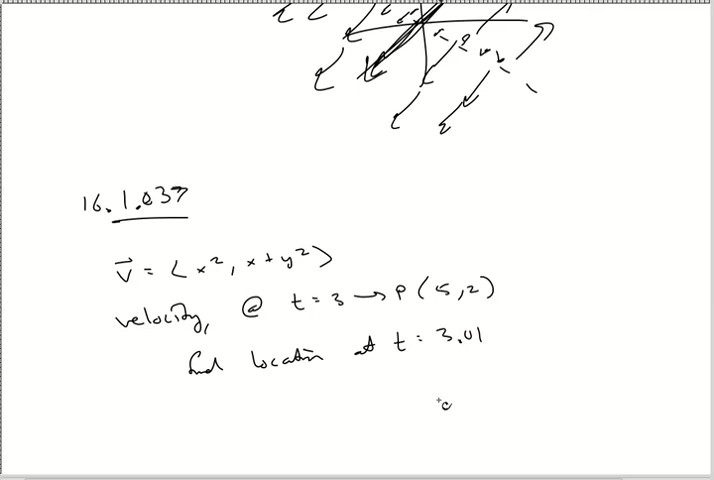 16.1.037
v⃗ = ⟨x², x + y²⟩
velocity, @ t = 3 → P (5,2)
find location at t = 3.01